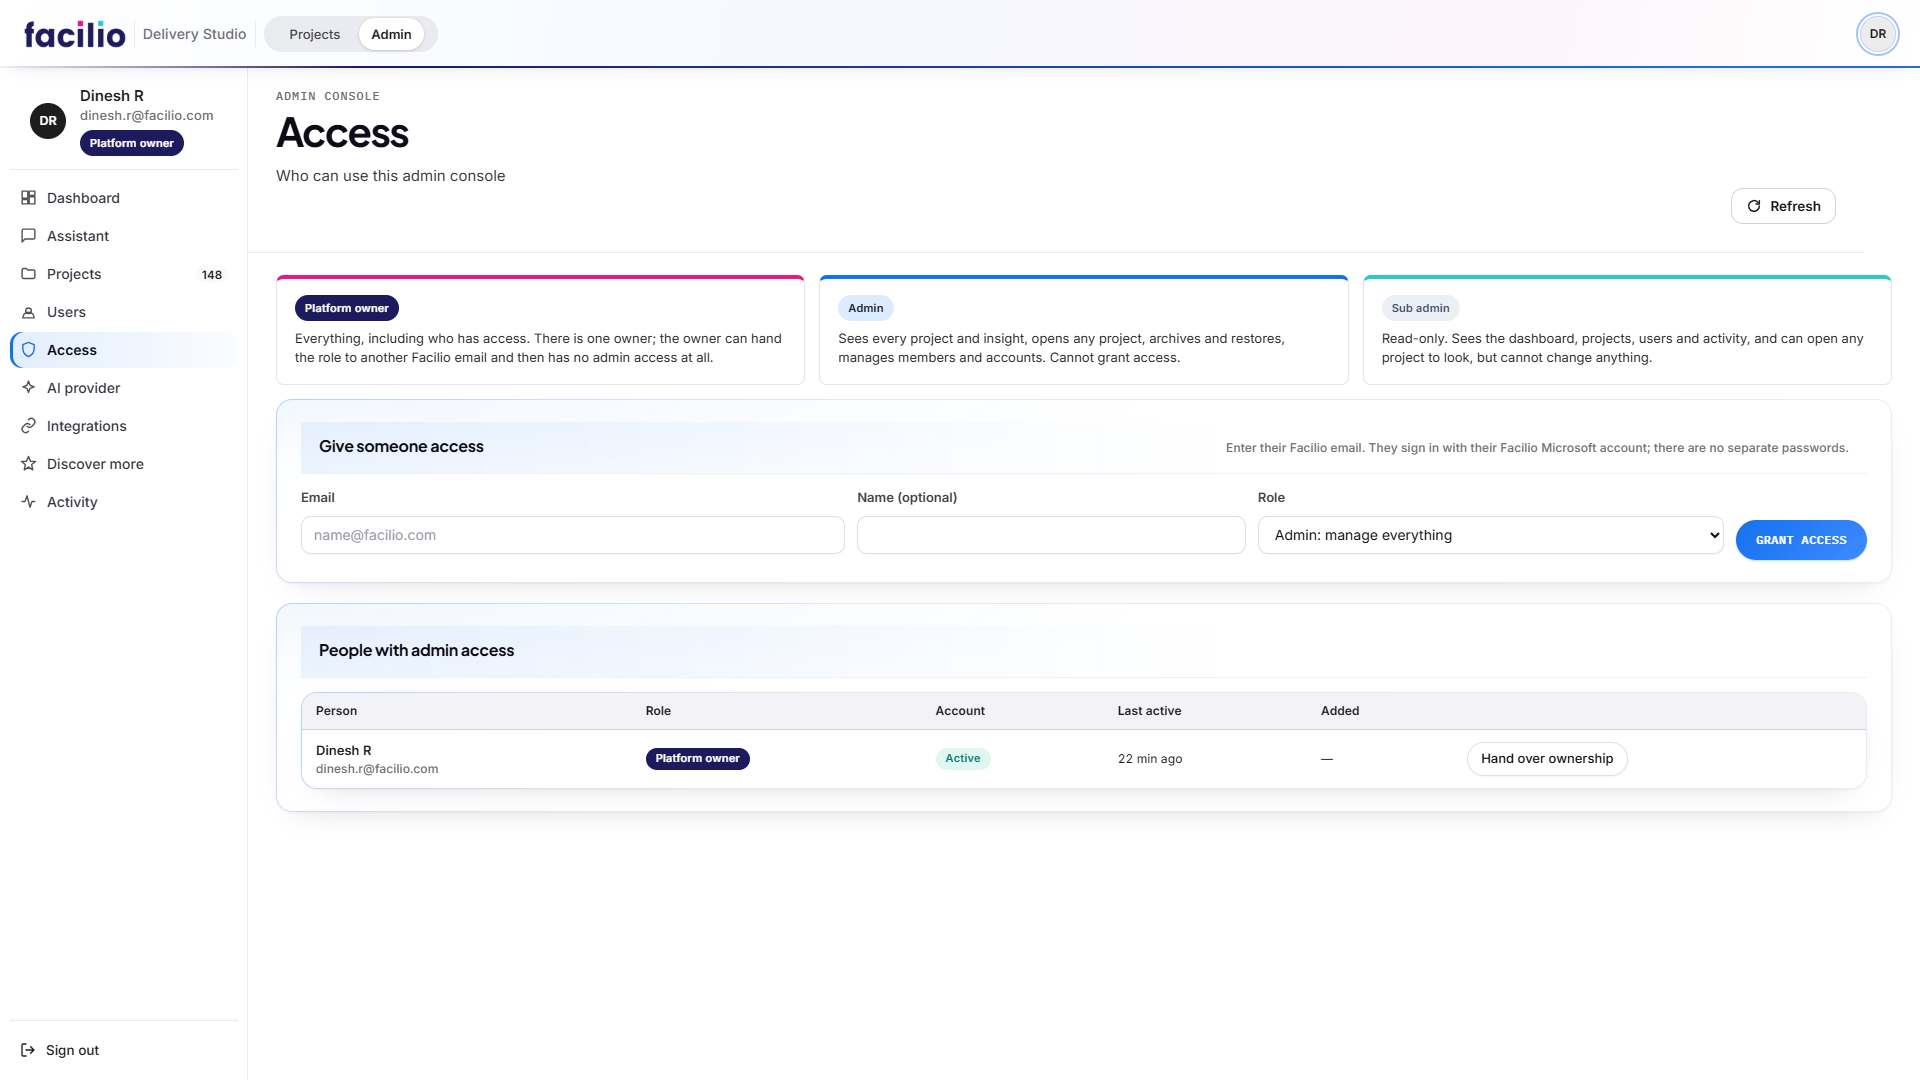 facilio
Delivery Studio
Projects
Admin
DR
DR
Dinesh R
dinesh.r@facilio.com
Platform owner
Dashboard
Assistant
Projects 148
Users
Access
AI provider
Integrations
Discover more
Activity
Sign out
ADMIN CONSOLE
Access
Who can use this admin console
Refresh
Platform owner
Everything, including who has access. There is one owner; the owner can hand
the role to another Facilio email and then has no admin access at all.
Admin
Sees every project and insight, opens any project, archives and restores,
manages members and accounts. Cannot grant access.
Sub admin
Read-only. Sees the dashboard, projects, users and activity, and can open any
project to look, but cannot change anything.
Give someone access
Enter their Facilio email. They sign in with their Facilio Microsoft account; there are no separate passwords.
Email
name@facilio.com
Name (optional)
Role
Admin: manage everything
GRANT ACCESS
People with admin access
Person Role Account Last active Added
Dinesh R
dinesh.r@facilio.com
Platform owner
Active
22 min ago
—
Hand over ownership